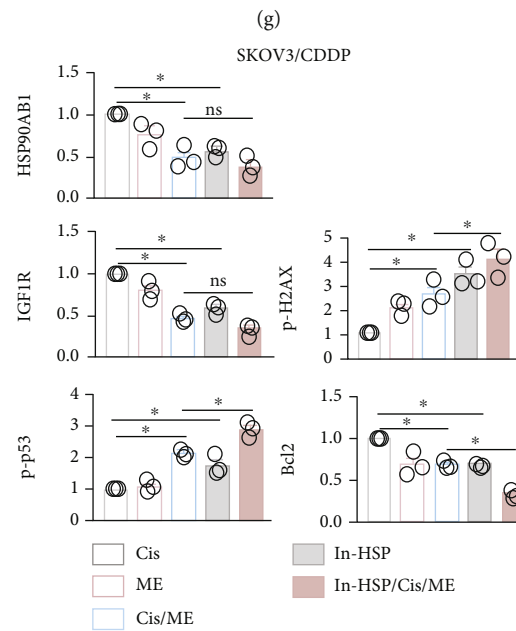 (g)
SKOV3/CDDP
HSP90AB1
1.5
1.0
0.5
0.0
*
*
ns
IGF1R
1.5
1.0
0.5
0.0
*
*
ns
p-H2AX
5
4
3
2
1
0
*
*
*
p-p53
4
3
2
1
0
*
*
*
Bcl2
1.5
1.0
0.5
0.0
*
*
*
Cis
ME
Cis/ME
In-HSP
In-HSP/Cis/ME